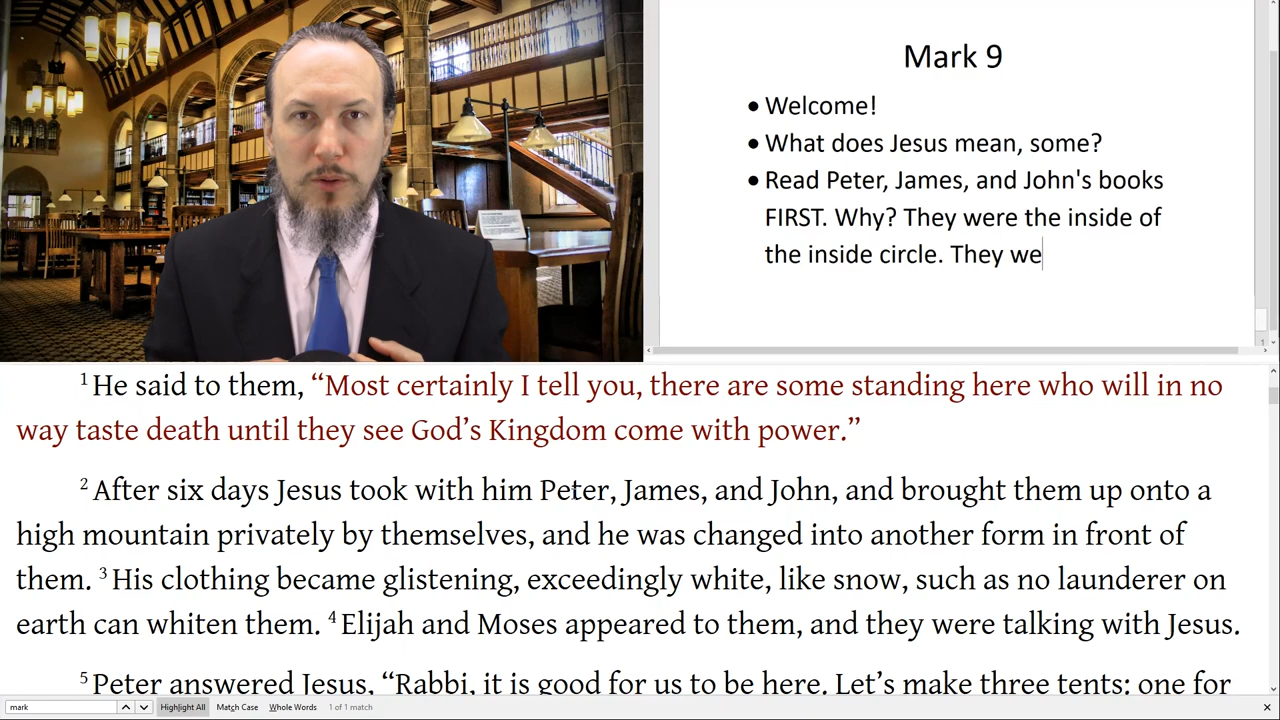 Mark 9
• Welcome!
• What does Jesus mean, some?
• Read Peter, James, and John's books
FIRST. Why? They were the inside of
the inside circle. They we
1 He said to them, “Most certainly I tell you, there are some standing here who will in no
way taste death until they see God’s Kingdom come with power.”
2 After six days Jesus took with him Peter, James, and John, and brought them up onto a
high mountain privately by themselves, and he was changed into another form in front of
them. 3 His clothing became glistening, exceedingly white, like snow, such as no launderer on
earth can whiten them. 4 Elijah and Moses appeared to them, and they were talking with Jesus.
5 Peter answered Jesus, “Rabbi, it is good for us to be here. Let’s make three tents: one for
mark Highlight All Match Case Whole Words 1 of 1 match